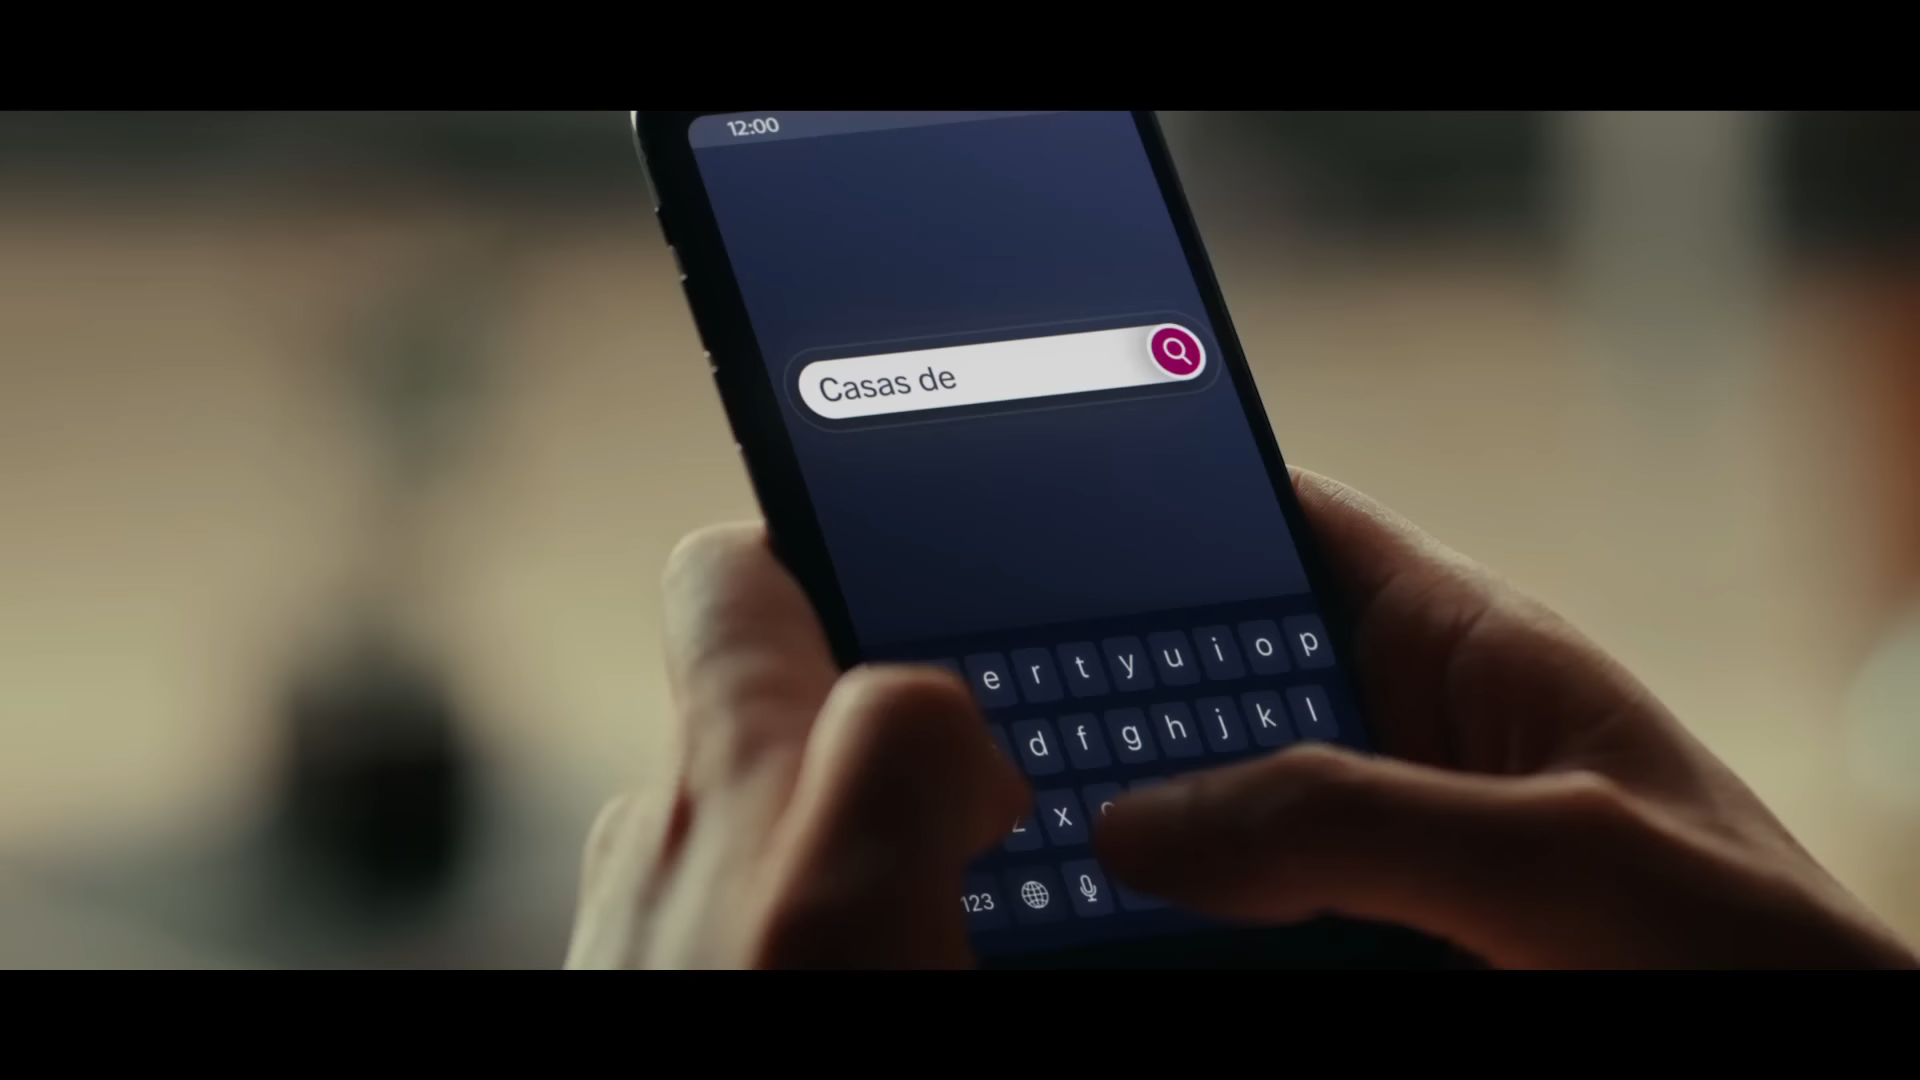 12:00
Casas de
e r t y u i o p
d f g h j k l
z x
123